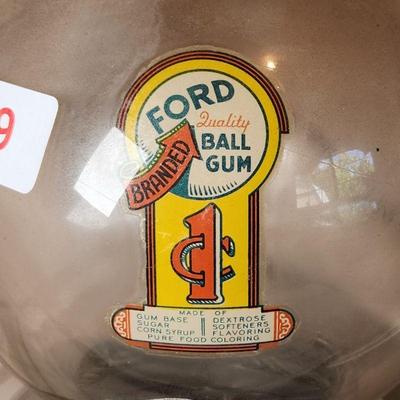 9
FORD
Quality
BRANDED
BALL
GUM
1¢
MADE OF
GUM BASE DEXTROSE
SUGAR SOFTENERS
CORN SYRUP FLAVORING
PURE FOOD COLORING